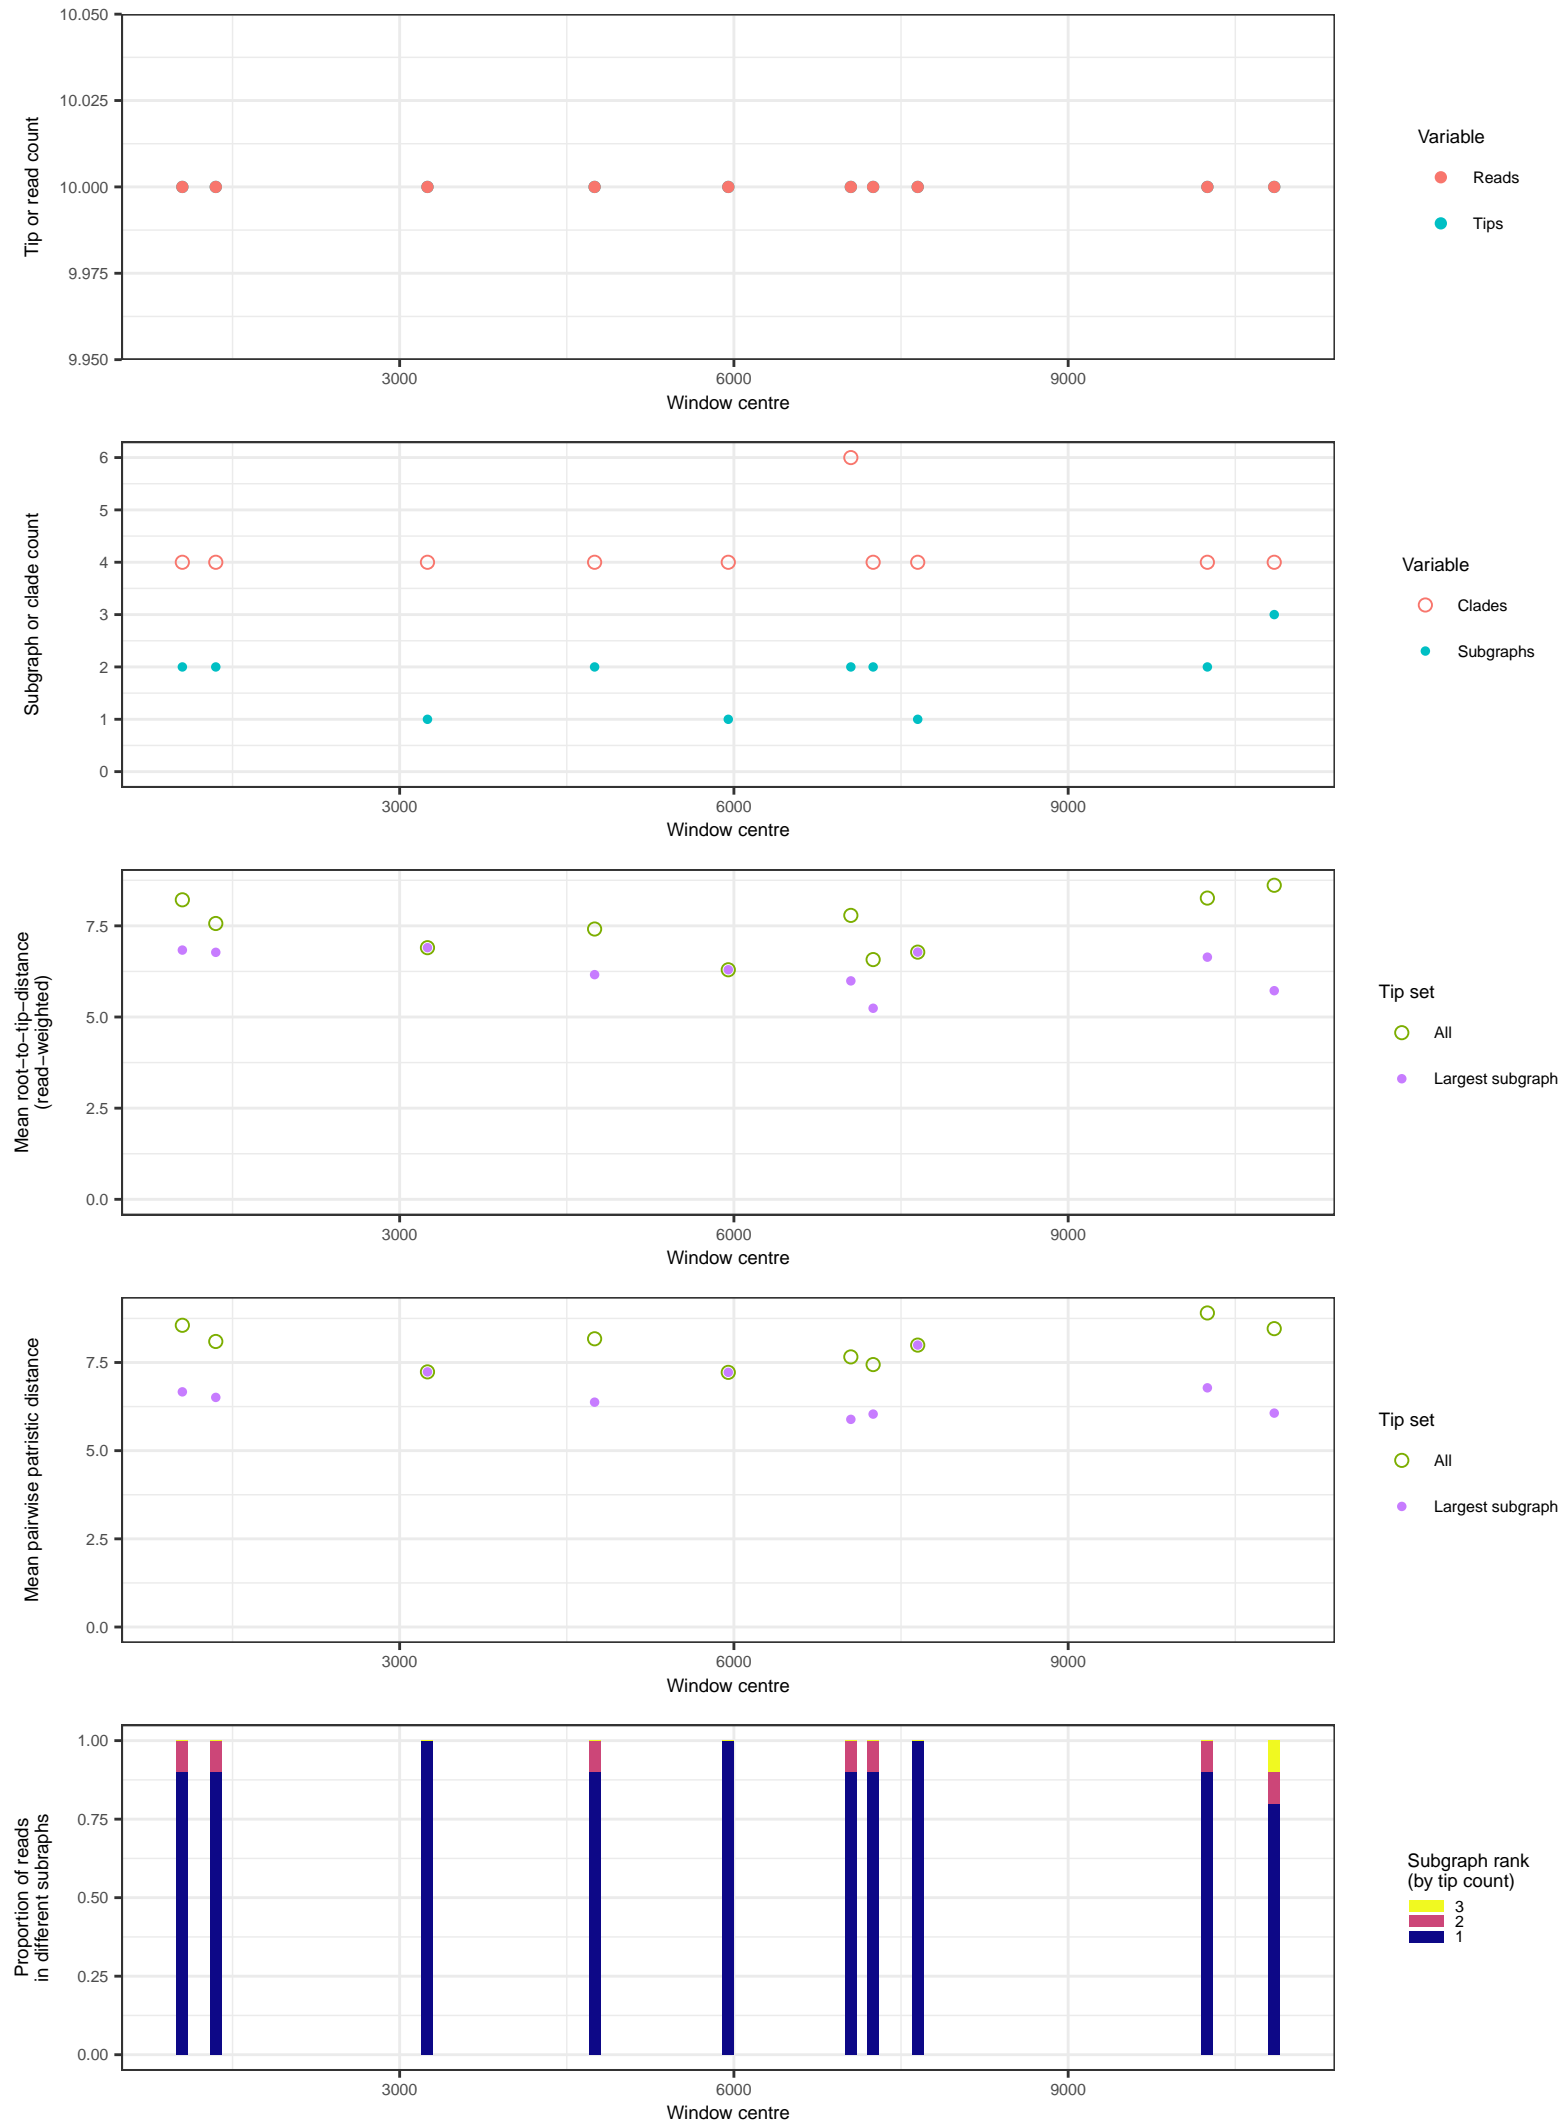 10.050
10.025
10.000
9.975
9.950
Tip or read count
3000
6000
9000
Window centre
Variable
Reads
Tips
6
5
4
3
2
1
0
Subgraph or clade count
3000
6000
9000
Window centre
Variable
Clades
Subgraphs
7.5
5.0
2.5
0.0
Mean root−to−tip−distance
(read−weighted)
3000
6000
9000
Window centre
Tip set
All
Largest subgraph
7.5
5.0
2.5
0.0
Mean pairwise patristic distance
3000
6000
9000
Window centre
Tip set
All
Largest subgraph
1.00
0.75
0.50
0.25
0.00
Proportion of reads
in different subraphs
3000
6000
9000
Window centre
Subgraph rank
(by tip count)
3
2
1